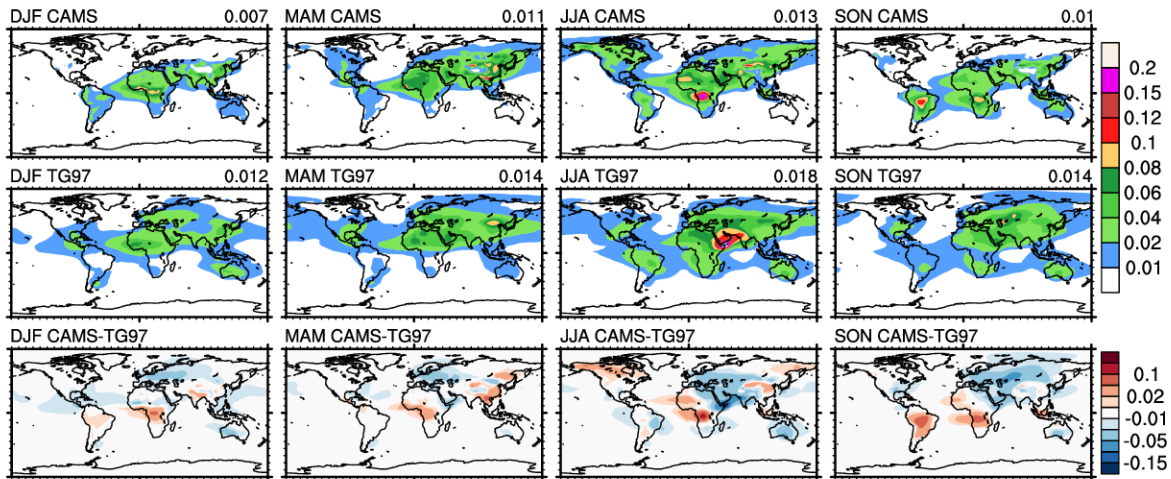 DJF CAMS 0.007
MAM CAMS 0.011
JJA CAMS 0.013
SON CAMS 0.01
0.2
0.15
0.12
0.1
0.08
0.06
0.04
0.02
0.01
DJF TG97 0.012
MAM TG97 0.014
JJA TG97 0.018
SON TG97 0.014
DJF CAMS-TG97
MAM CAMS-TG97
JJA CAMS-TG97
SON CAMS-TG97
0.1
0.02
-0.01
-0.05
-0.15